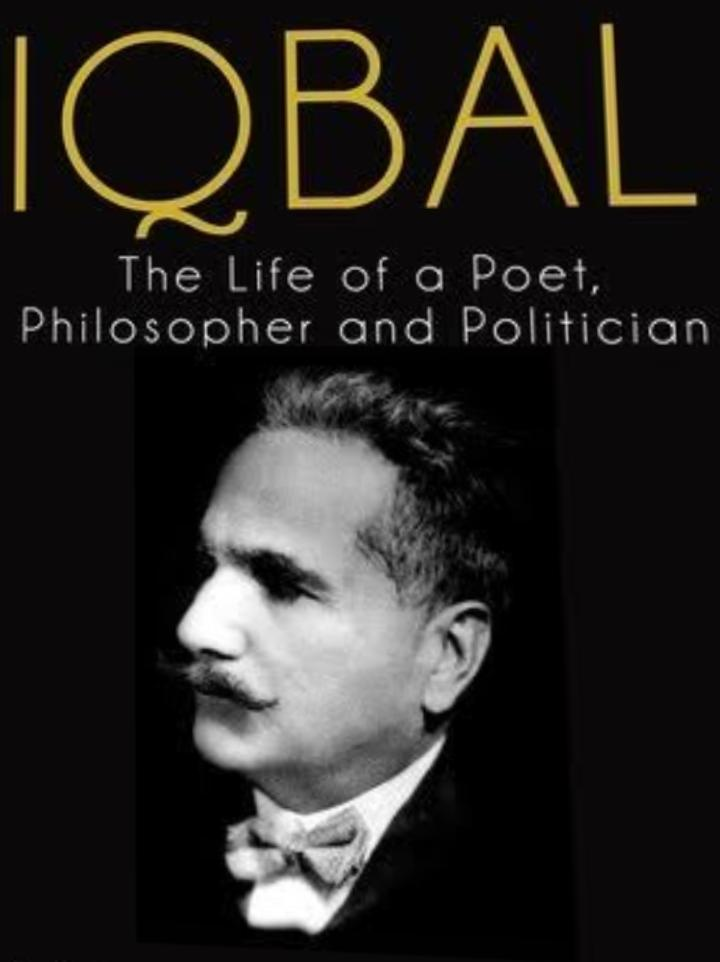 IQBAL
The Life of a Poet,
Philosopher and Politician